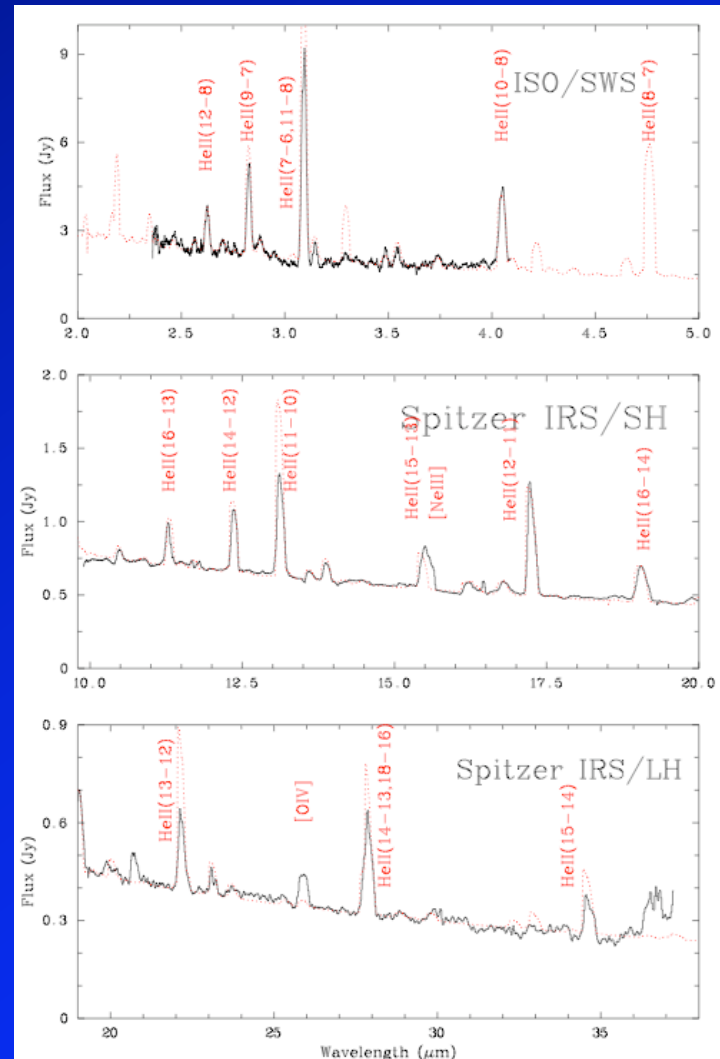 ISO/SWS
HeII(12-8)
HeII(9-7)
HeII(7-6,11-8)
HeII(10-8)
HeII(8-7)
Flux (Jy)
9
6
3
0
2.0 2.5 3.0 3.5 4.0 4.5 5.0
Spitzer IRS/SH
HeII(16-13)
HeII(14-12)
HeII(11-10)
HeII(15-13)
[NeIII]
HeII(12-11)
HeII(16-14)
Flux (Jy)
2.0
1.5
1.0
0.5
0
10.0 12.5 15.0 17.5 20.0
Spitzer IRS/LH
HeII(13-12)
[OIV]
HeII(14-13,18-16)
HeII(15-14)
Flux (Jy)
0.9
0.6
0.3
0
20 25 30 35
Wavelength (μm)